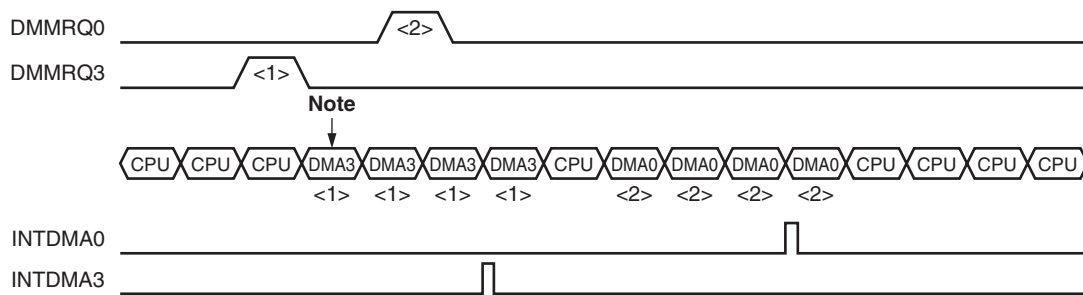 DMMRQ0 <2>
DMMRQ3 <1>
Note
CPU CPU CPU DMA3 DMA3 DMA3 DMA3 CPU DMA0 DMA0 DMA0 DMA0 CPU CPU CPU CPU
<1> <1> <1> <1> <2> <2> <2> <2>
INTDMA0
INTDMA3